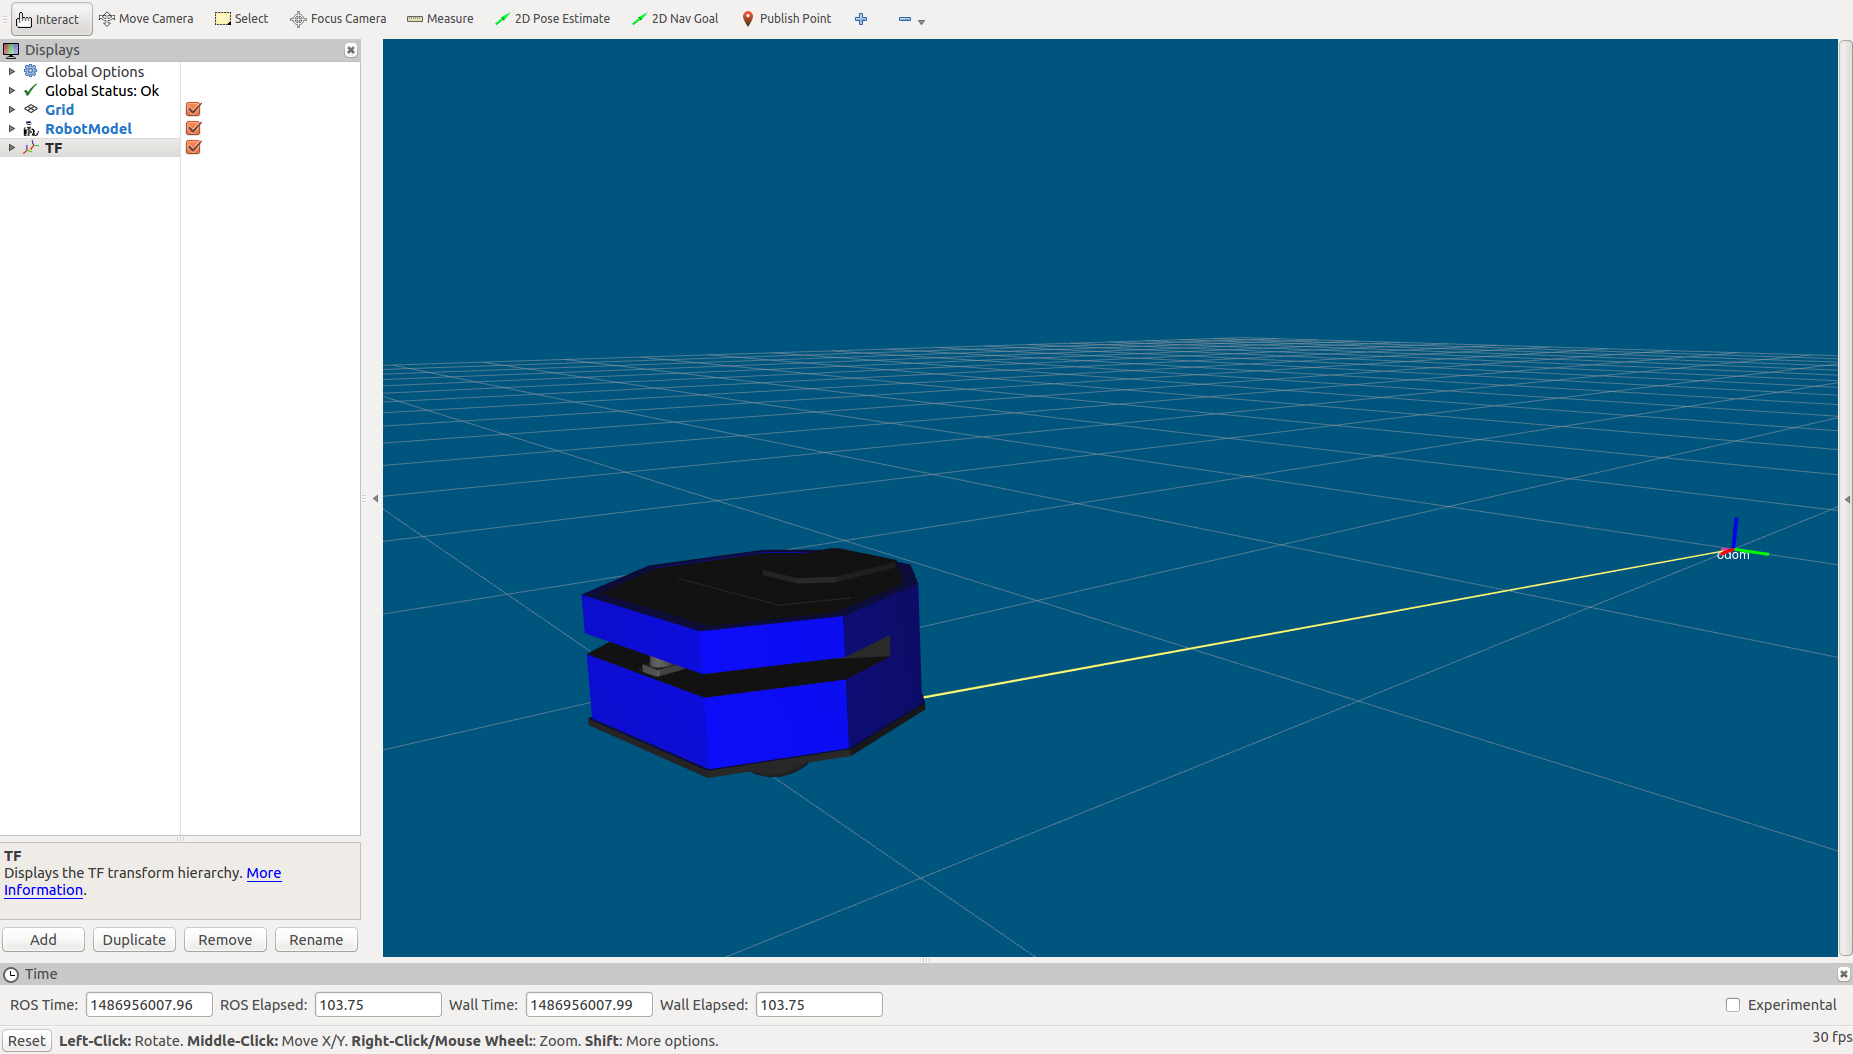 Interact Move Camera Select Focus Camera Measure 2D Pose Estimate 2D Nav Goal Publish Point
Displays
Global Options
Global Status: Ok
Grid
RobotModel
TF
odom
TF
Displays the TF transform hierarchy. More
Information.
Add Duplicate Remove Rename
Time
ROS Time: 1486956007.96 ROS Elapsed: 103.75 Wall Time: 1486956007.99 Wall Elapsed: 103.75 Experimental
Reset Left-Click: Rotate. Middle-Click: Move X/Y. Right-Click/Mouse Wheel:: Zoom. Shift: More options. 30 fps